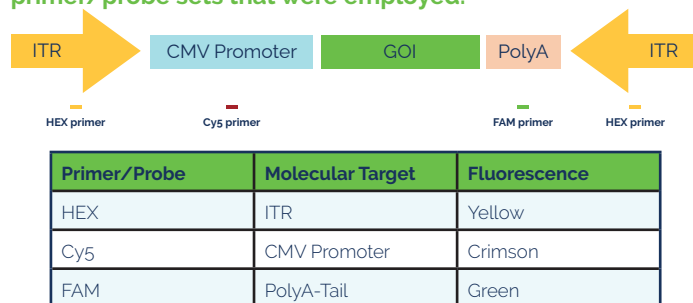 primer/probe sets that were employed.
ITR CMV Promoter GOI PolyA ITR
HEX primer Cy5 primer FAM primer HEX primer
Primer/Probe Molecular Target Fluorescence
HEX ITR Yellow
Cy5 CMV Promoter Crimson
FAM PolyA-Tail Green